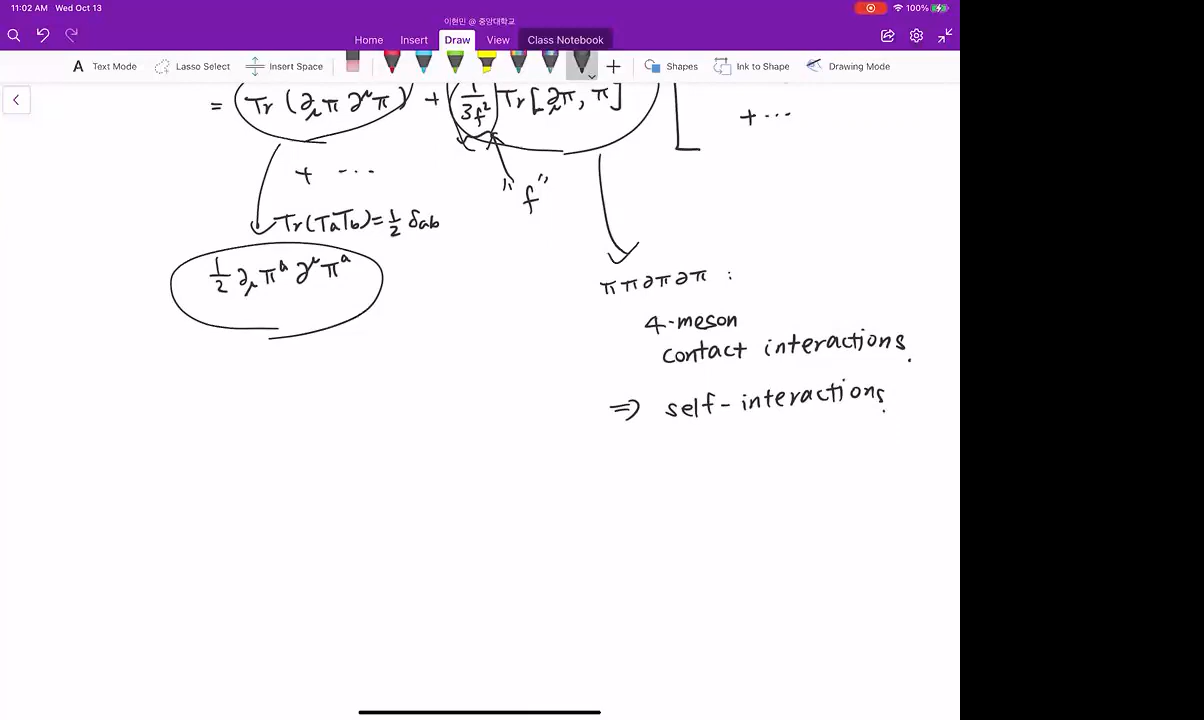 11:02 AM Wed Oct 13
100%
이현민 @ 중앙대학교
Home Insert Draw View Class Notebook
A Text Mode Lasso Select Insert Space + Shapes Ink to Shape Drawing Mode
= Tr (∂μπ ∂^μπ) + 1/3f² Tr[∂μπ, π] + ...
+ ...
"f"
Tr(TaTb)=½ δab
½ ∂μ π^a ∂^μ π^a
ππ∂π∂π :
4-meson
contact interactions.
⇒ self-interactions.